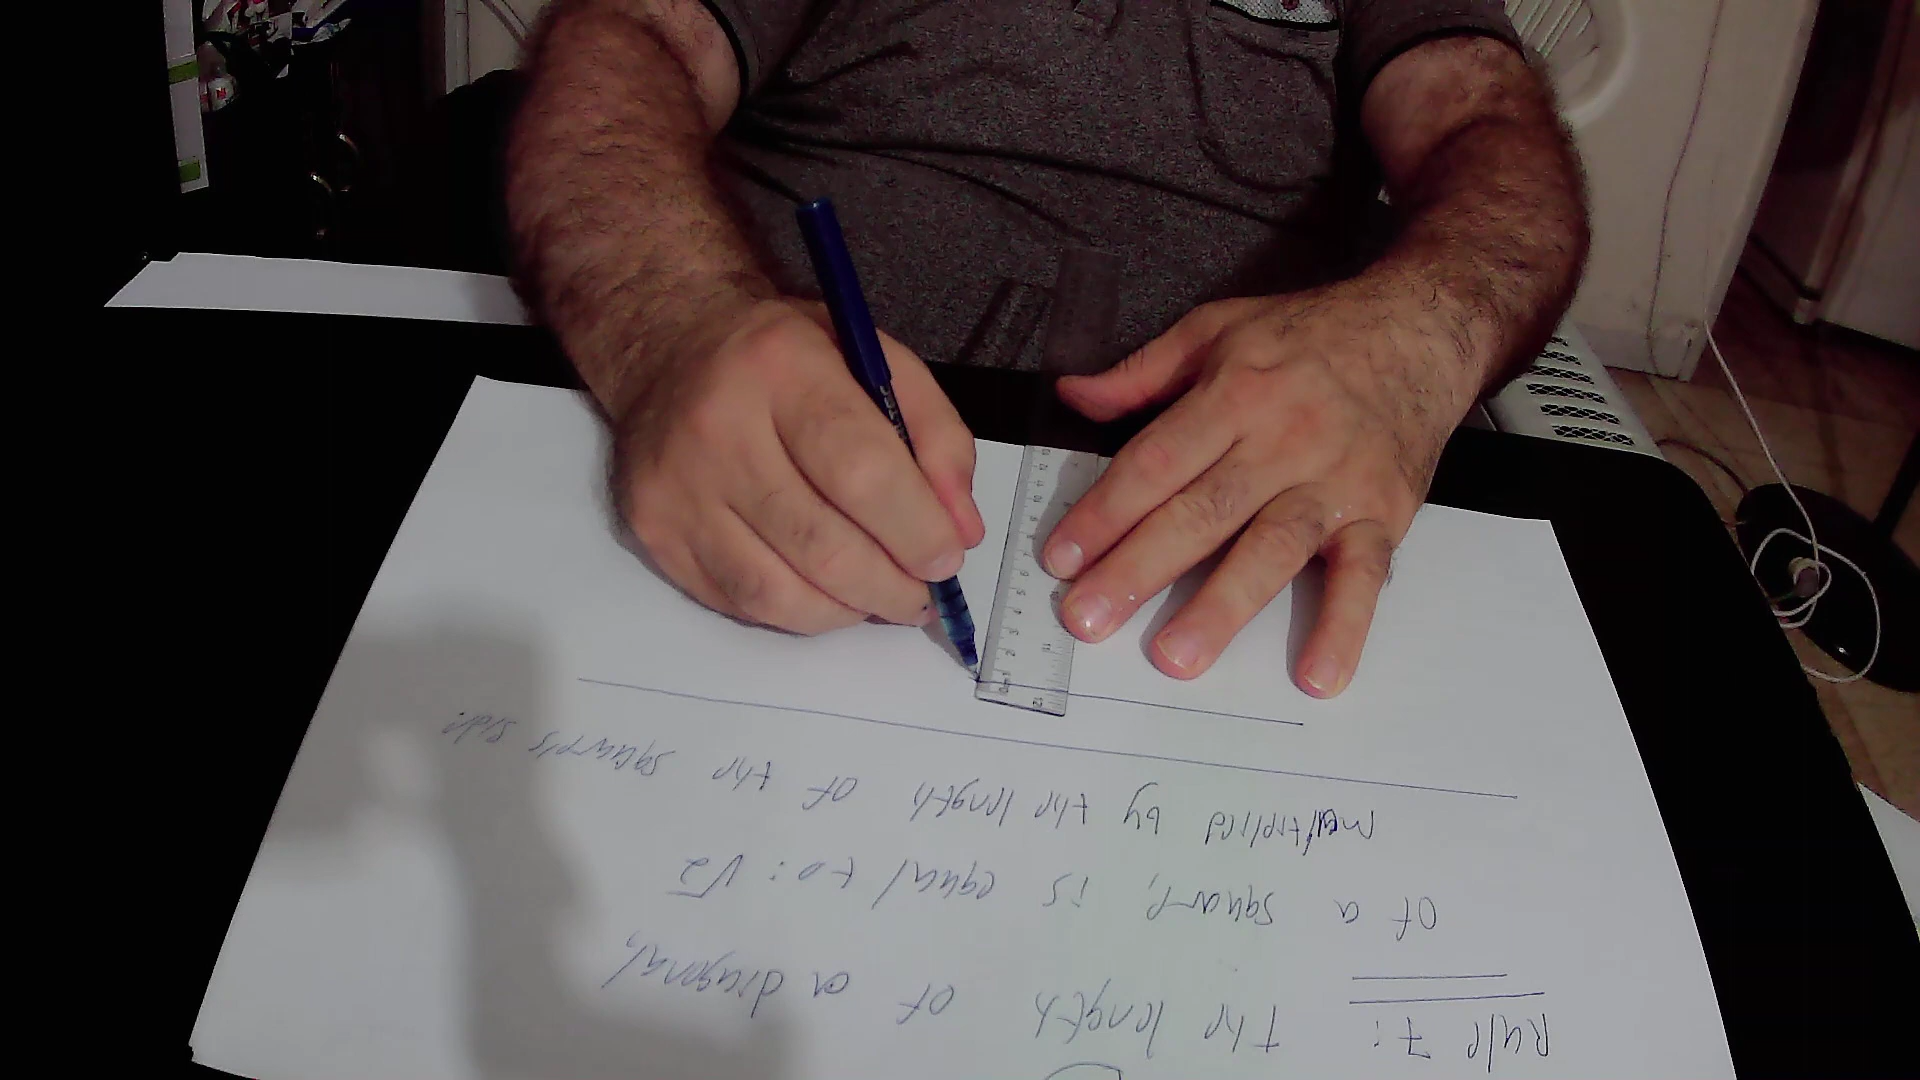 Rule 7: The length of a diagonal,
of a square, is equal to: √2
multiplied by the length of the square's side.